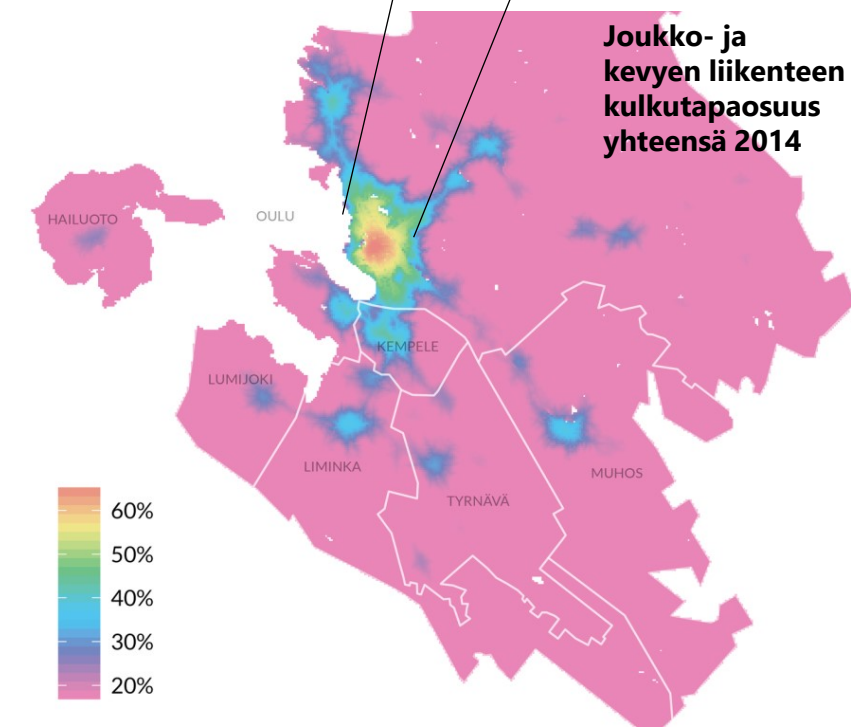 Joukko- ja
kevyen liikenteen
kulkutapaosuus
yhteensä 2014
HAILUOTO
OULU
KEMPELE
LUMIJOKI
LIMINKA
MUHOS
TYRNÄVÄ
60%
50%
40%
30%
20%